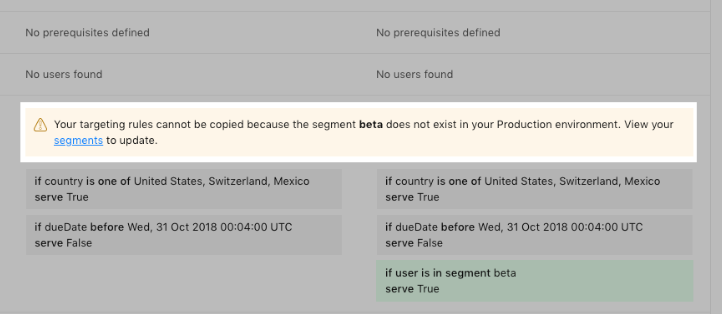 No prerequisites defined
No prerequisites defined
No users found
No users found
Your targeting rules cannot be copied because the segment beta does not exist in your Production environment. View your
segments to update.
if country is one of United States, Switzerland, Mexico
serve True
if dueDate before Wed, 31 Oct 2018 00:04:00 UTC
serve False
if country is one of United States, Switzerland, Mexico
serve True
if dueDate before Wed, 31 Oct 2018 00:04:00 UTC
serve False
if user is in segment beta
serve True